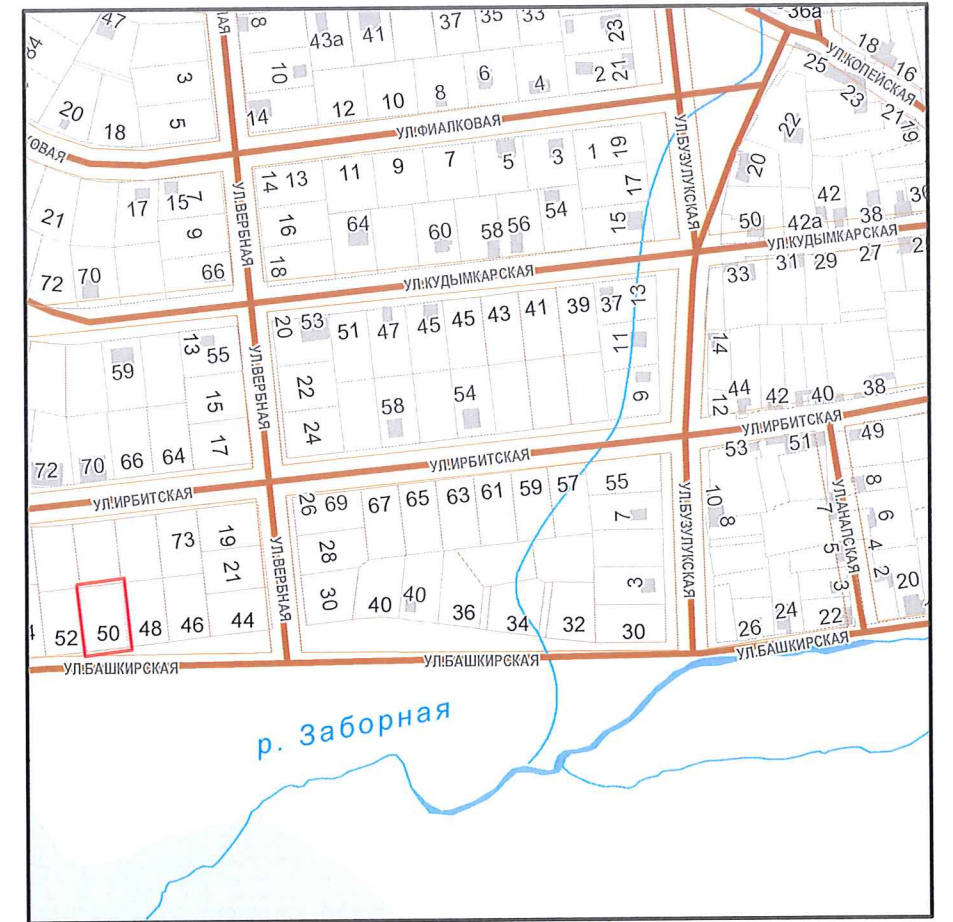 47 8 43а 41 37 35 33 23 36а
АЯ 84 3 10 6 4 2 21 18 УЛ.КОПЕЙСКАЯ
25 16 23
20 18 5 14 12 10 8 21 19
УЛ.ФИАЛКОВАЯ
КОВАЯ УЛ.БУЗУЛУКСКАЯ 22
14 13 11 9 7 5 3 1 19 20
УЛ.ВЕРБНАЯ
21 17 15 7 9 16 64 60 58 56 54 17 15 50 42 42а 38 30
УЛ.КУДЫМКАРСКАЯ
72 70 66 18
УЛ.КУДЫМКАРСКАЯ
33 31 29 27 2
20 53 51 47 45 45 43 41 39 37 13
59 13 55 11 14
УЛ.ВЕРБНАЯ
15 22 58 54 9 12 44 42 40 38
17 24
УЛ.ИРБИТСКАЯ
72 70 66 64
УЛ.ИРБИТСКАЯ
53 51 49
УЛ.ИРБИТСКАЯ
26 69 67 65 63 61 59 57 55 10 8 7 8
УЛ.БУЗУЛУКСКАЯ
УЛ.АНАПСКАЯ
73 19 28 7 6
УЛ.ВЕРБНАЯ
21 30 40 40 36 34 32 3 30 5 4 3 2 20
52 50 48 46 44 26 24 22
УЛ.БАШКИРСКАЯ
УЛ.БАШКИРСКАЯ
УЛ.БАШКИРСКАЯ
р. Заборная